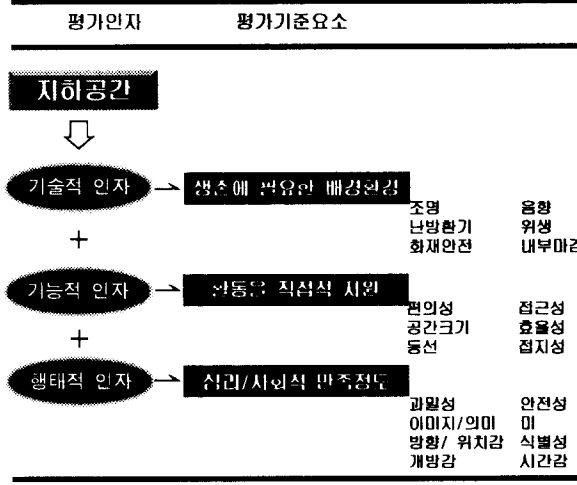 평가인자 평가기준요소
지하공간
기술적 인자 생존에 필요한 배경환경
조명 음향
난방환기 위생
화재안전 내부마감
+
기능적 인자 활동을 직접적 지원
편의성 접근성
공간크기 효율성
동선 접지성
+
행태적 인자 심리/사회적 만족정도
과밀성 안전성
이미지/의미 미
방향/ 위치감 식별성
개방감 시간감